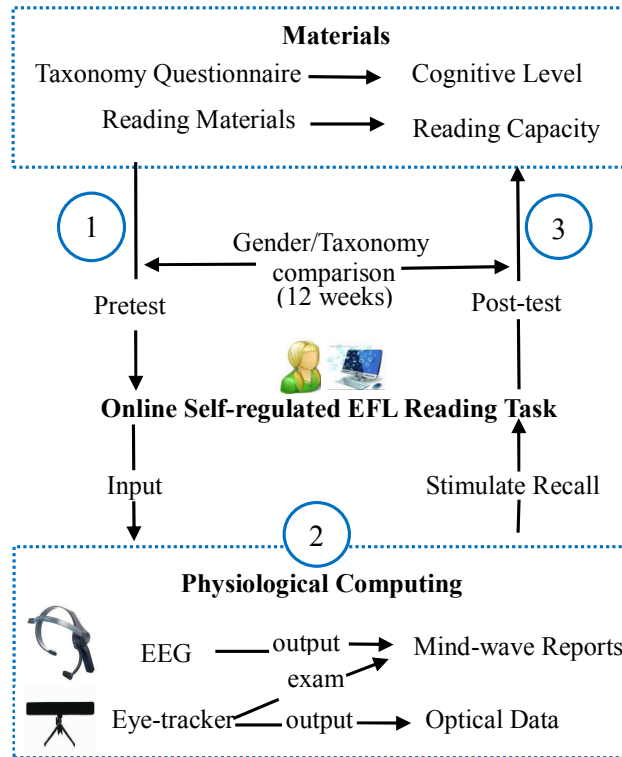 Materials
Taxonomy Questionnaire Cognitive Level
Reading Materials Reading Capacity
1
3
Gender/Taxonomy
comparison
(12 weeks)
Pretest Post-test
Online Self-regulated EFL Reading Task
Input Stimulate Recall
2
Physiological Computing
EEG output Mind-wave Reports
exam
Eye-tracker output Optical Data